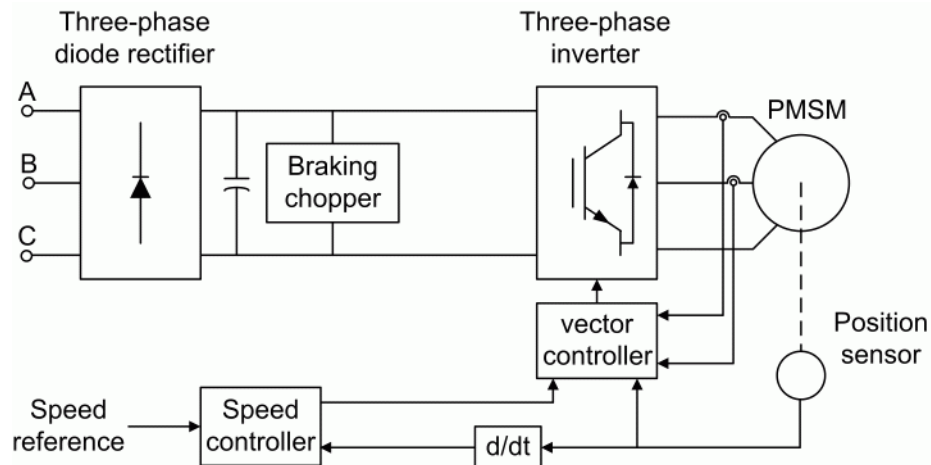 Three-phase
diode rectifier
Three-phase
inverter
A
B
C
Braking
chopper
PMSM
vector
controller
Position
sensor
Speed
reference
Speed
controller
d/dt